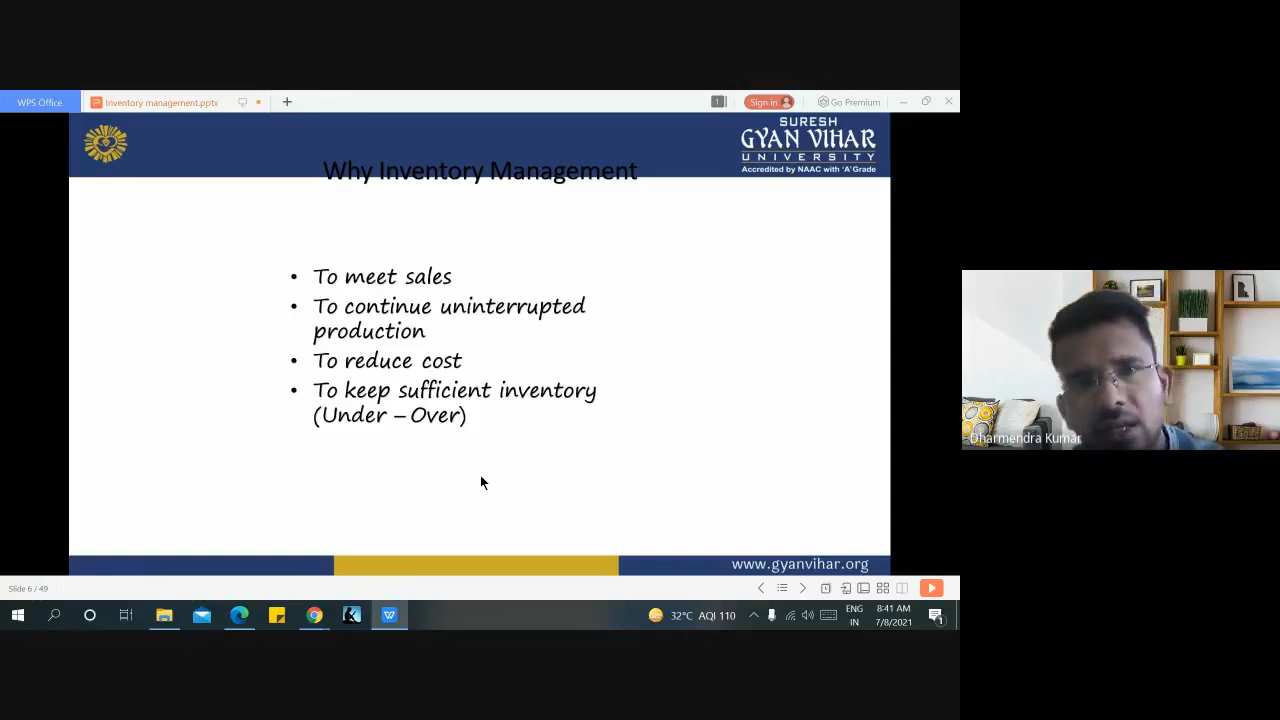 WPS Office
Inventory management.pptx
1
Sign in
Go Premium
SURESH
GYAN VIHAR
UNIVERSITY
Accredited by NAAC with 'A' Grade
Why Inventory Management
• To meet sales
• To continue uninterrupted
production
• To reduce cost
• To keep sufficient inventory
(Under – Over)
Dharmendra Kumar
www.gyanvihar.org
Slide 6 / 49
32°C AQI 110
ENG
IN
8:41 AM
7/8/2021
1